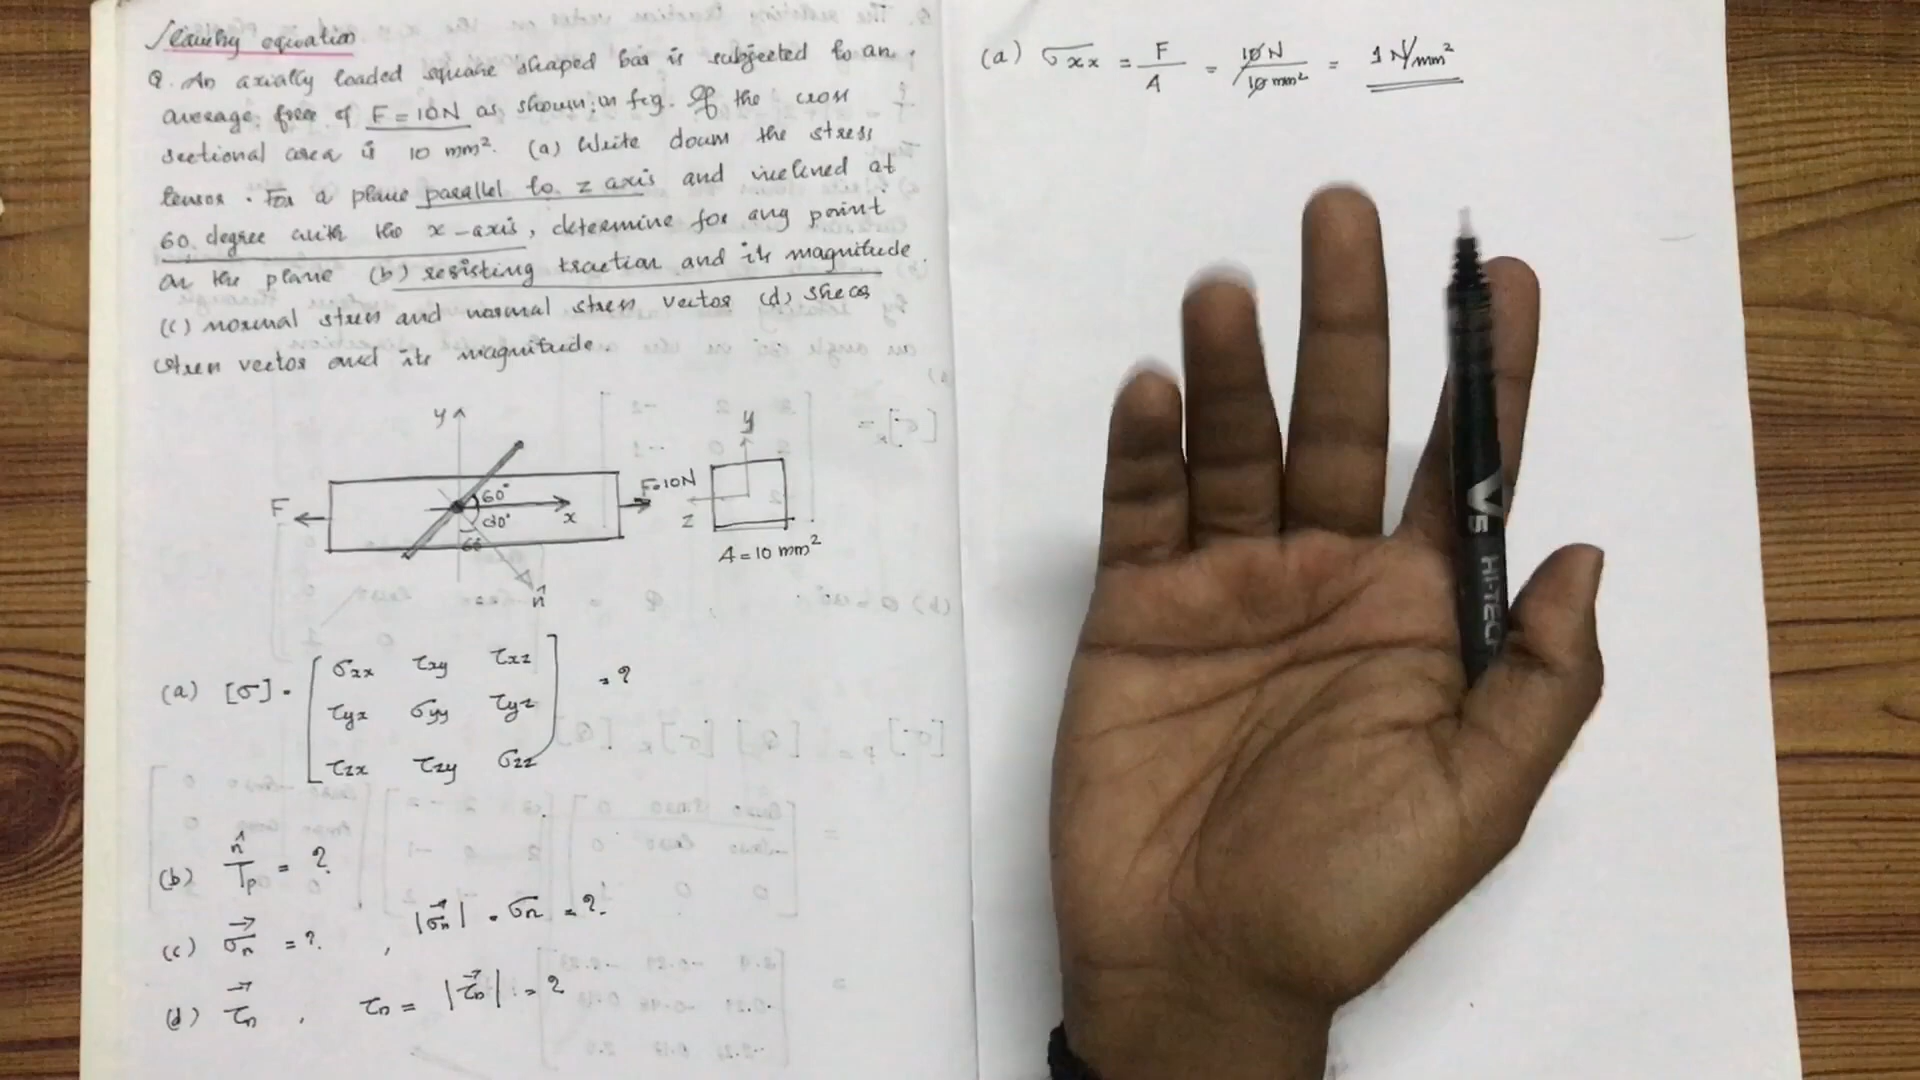 Cauchy equation
Q. An axially loaded square shaped bar is subjected to an
average force of F = 10N as shown in fig. If the cross
sectional area is 10 mm². (a) Write down the stress
tensor. For a plane parallel to z axis and inclined at
60 degree with the x-axis, determine for any point
on the plane (b) resisting traction and its magnitude
(c) normal stress and normal stress vector (d) shear
stress vector and its magnitude.
y
60°
x
30°
60
n̂
F
F=10N
y
z
A = 10 mm²
(a) [σ] = [ σxx τxy τxz
τyx σyy τyz
τzx τzy σzz ] = ?
(b) n̂ Tp = ?
(c) σn→ = ? , |σn→| = σn = ?
(d) τn→ , τn = |τn→| = ?
(a) σxx = F/A = 10N/10mm² = 1 N/mm²
V5
HI-TEC